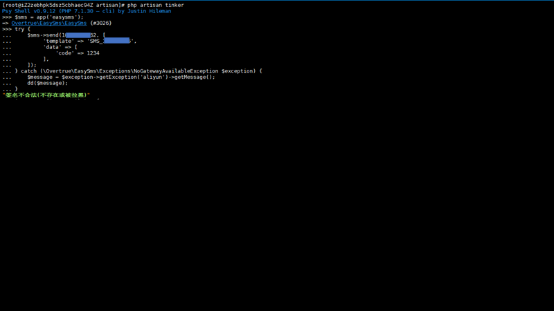 [root@iZ2zebhpk5dsz5cbhaec94Z artisan]# php artisan tinker
Psy Shell v0.9.12 (PHP 7.1.30 — cli) by Justin Hileman
>>> $sms = app('easysms');
=> Overtrue\EasySms\EasySms {#3026}
>>> try {
... $sms->send(1 52, [
... 'template' => 'SMS_ ',
... 'data' => [
... 'code' => 1234
... ],
... ]);
... } catch (\Overtrue\EasySms\Exceptions\NoGatewayAvailableException $exception) {
... $message = $exception->getException('aliyun')->getMessage();
... dd($message);
... }
"签名不合法(不存在或被拉黑)"